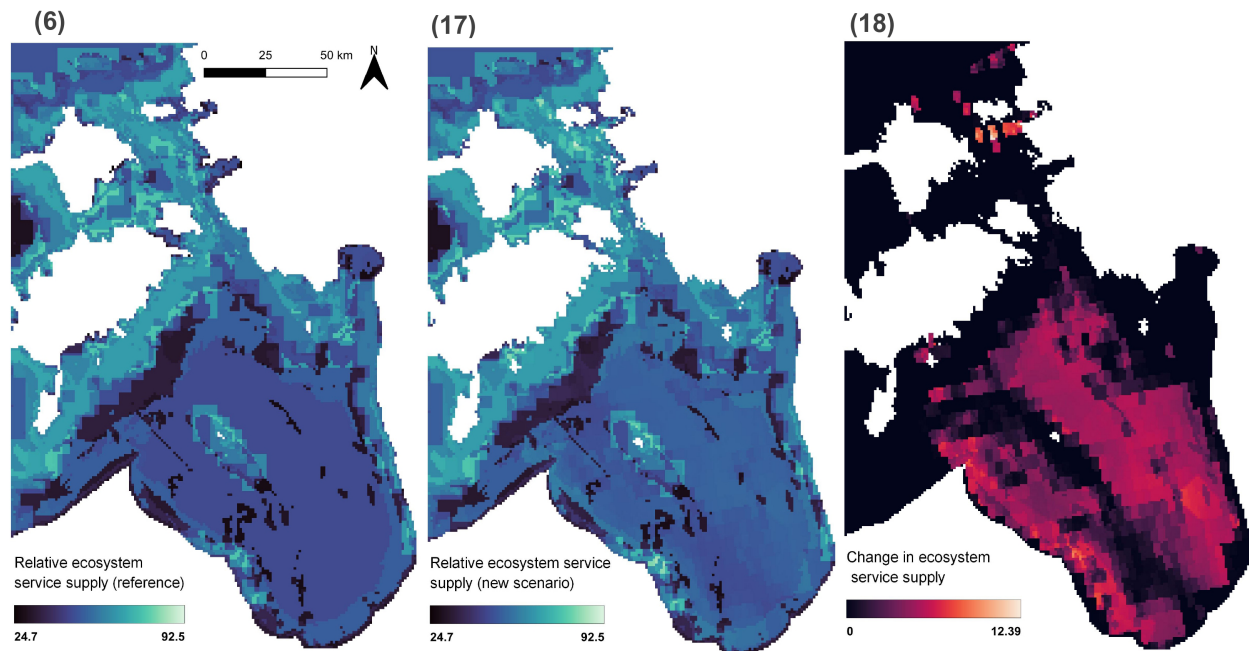 (6)
(17)
(18)
N
0 25 50 km
Relative ecosystem
service supply (reference)
24.7 92.5
Relative ecosystem service
supply (new scenario)
24.7 92.5
Change in ecosystem
service supply
0 12.39